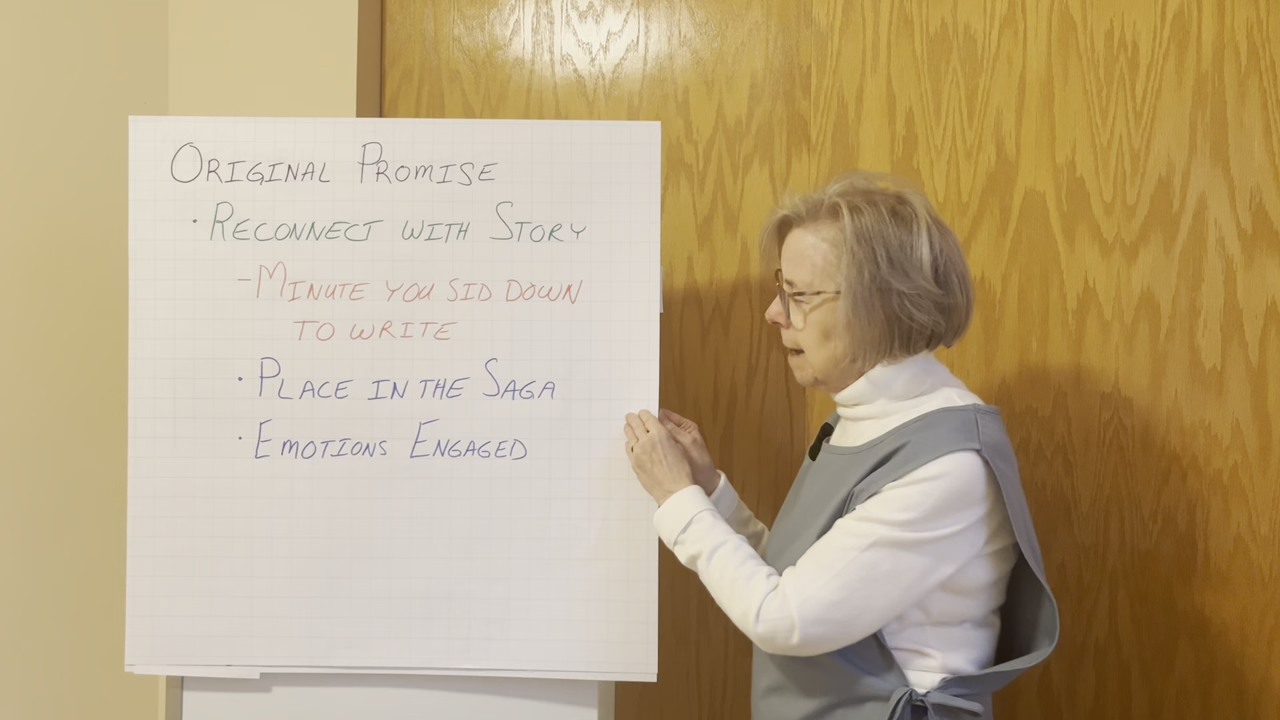 ORIGINAL PROMISE
· RECONNECT WITH STORY
- MINUTE YOU SID DOWN
TO WRITE
· PLACE IN THE SAGA
· EMOTIONS ENGAGED